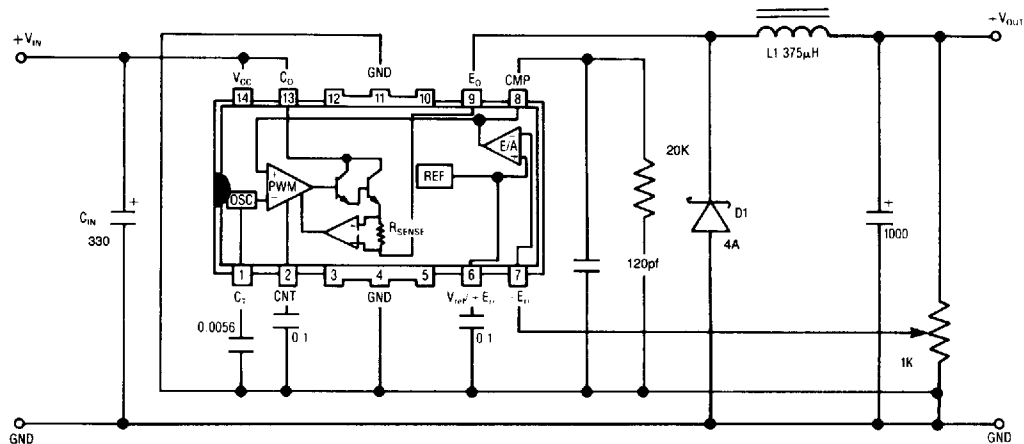 +VIN
GND
EO
CMP
VCC
CO
14
13
12
11
10
9
8
L1 375μH
+VOUT
E/A
20K
OSC
PWM
REF
+
−
+
CIN
330
RSENSE
D1
4A
+
1000
120pf
1
2
3
4
5
6
7
CT
CNT
GND
Vref/ + EIN
0.0056
0 1
0 1
1K
GND
GND